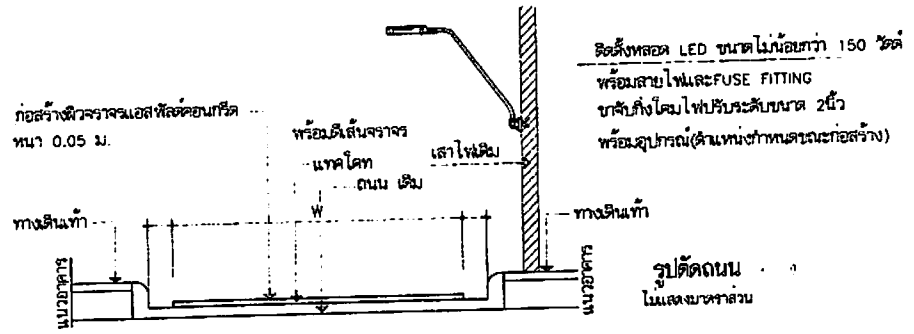 ติดตั้งหลอด LED ขนาดไม่น้อยกว่า 150 วัตต์
พร้อมสายไฟและFUSE FITTING
ขาจับกิ่งโคมไฟปรับระดับขนาด 2นิ้ว
พร้อมอุปกรณ์(ตำแหน่งกำหนดขณะก่อสร้าง)
ก่อสร้างผิวจราจรแอสฟัลต์คอนกรีต
หนา 0.05 ม.
พร้อมตีเส้นจราจร
แทคโคท
ถนน เดิม
เสาไฟเดิม
W
ทางเดินเท้า
ทางเดินเท้า
แนวอาคาร
แนวอาคาร
รูปตัดถนน
ไม่แสดงมาตราส่วน